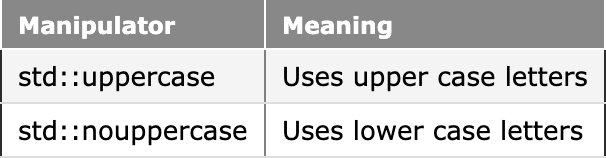 Manipulator Meaning
std::uppercase Uses upper case letters
std::nouppercase Uses lower case letters